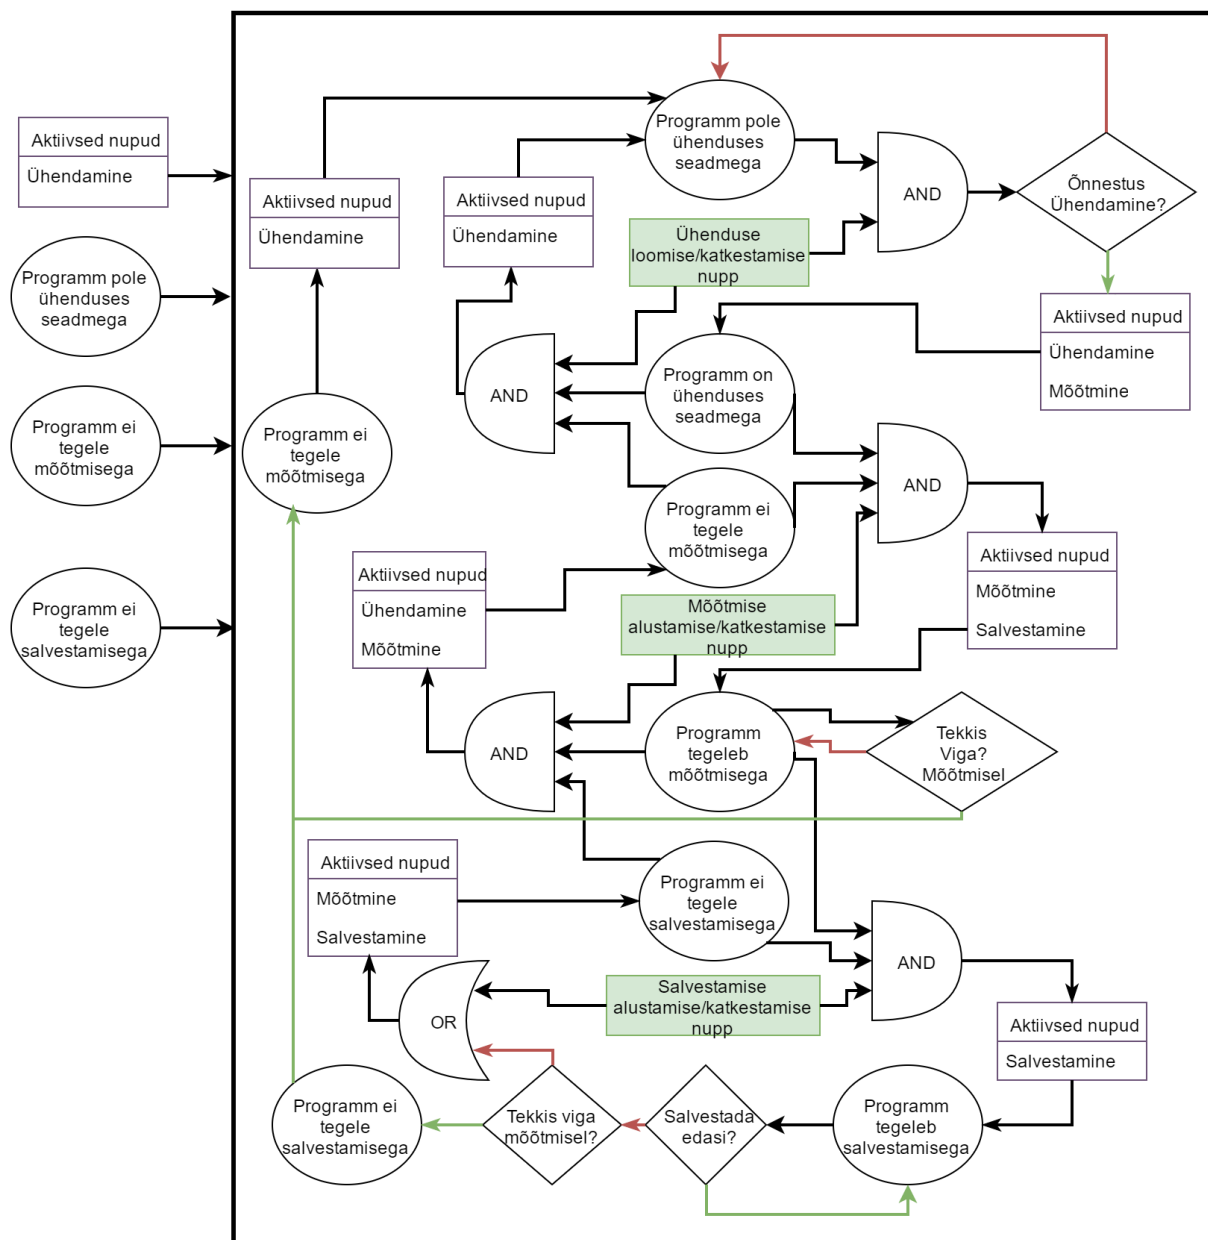 Aktiivsed nupud
Ühendamine
Programm pole
ühenduses
seadmega
Programm ei
tegele
mõõtmisega
Programm ei
tegele
salvestamisega
Aktiivsed nupud
Ühendamine
Programm ei
tegele
mõõtmisega
Aktiivsed nupud
Ühendamine
Programm pole
ühenduses
seadmega
AND
Õnnestus
Ühendamine?
Ühenduse
loomise/katkestamise
nupp
Aktiivsed nupud
Ühendamine
Mõõtmine
AND
Programm on
ühenduses
seadmega
AND
Programm ei
tegele
mõõtmisega
Aktiivsed nupud
Mõõtmine
Salvestamine
Aktiivsed nupud
Ühendamine
Mõõtmine
Mõõtmise
alustamise/katkestamise
nupp
AND
Programm
tegeleb
mõõtmisega
Tekkis
Viga?
Mõõtmisel
Aktiivsed nupud
Mõõtmine
Salvestamine
Programm ei
tegele
salvestamisega
AND
OR
Salvestamise
alustamise/katkestamise
nupp
Aktiivsed nupud
Salvestamine
Programm ei
tegele
salvestamisega
Tekkis viga
mõõtmisel?
Salvestada
edasi?
Programm
tegeleb
salvestamisega